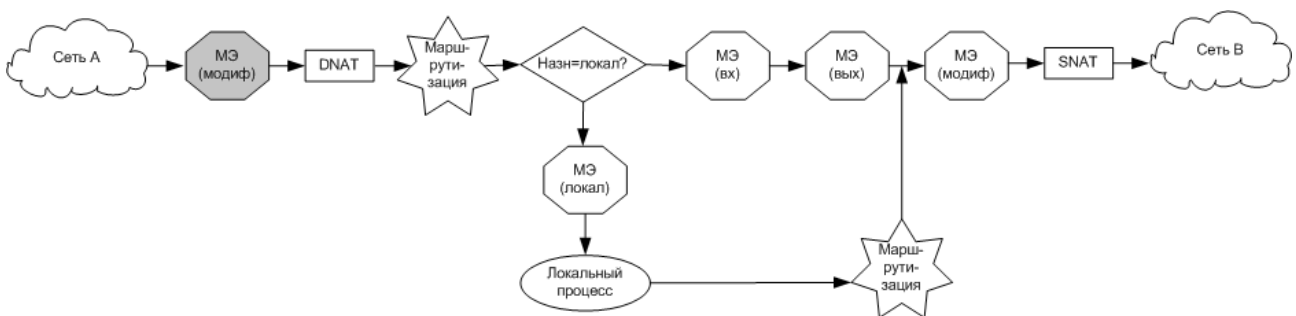 Сеть А
МЭ
(модиф)
DNAT
Марш-
рути-
зация
Назн=локал?
МЭ
(вх)
МЭ
(вых)
МЭ
(модиф)
SNAT
Сеть В
МЭ
(локал)
Локальный
процесс
Марш-
рути-
зация